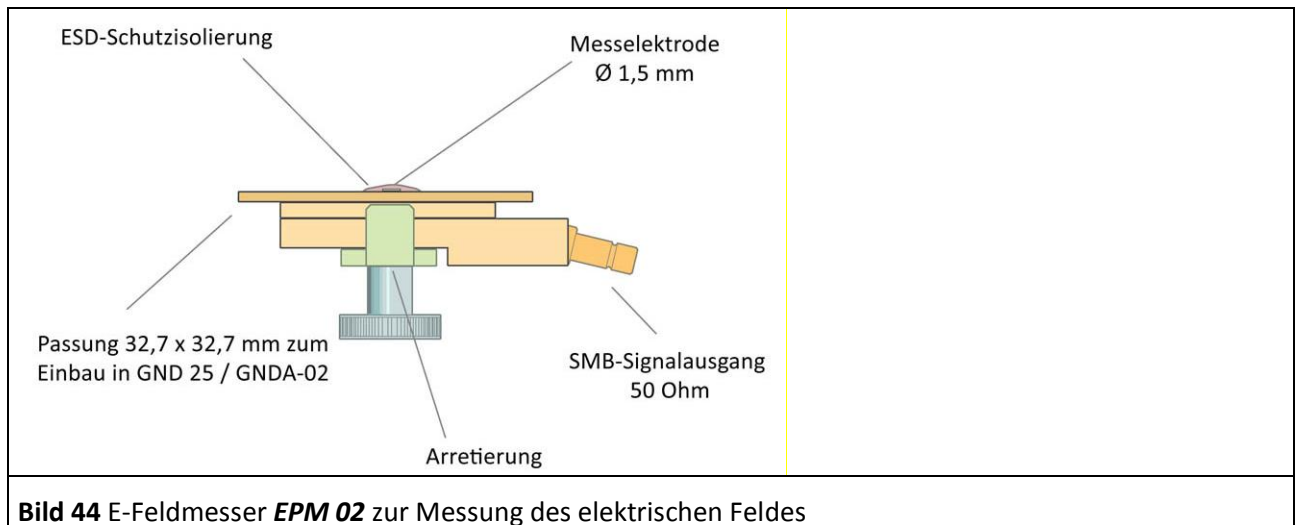 ESD-Schutzisolierung
Messelektrode
Ø 1,5 mm
Passung 32,7 x 32,7 mm zum
Einbau in GND 25 / GNDA-02
SMB-Signalausgang
50 Ohm
Arretierung
Bild 44 E-Feldmesser EPM 02 zur Messung des elektrischen Feldes